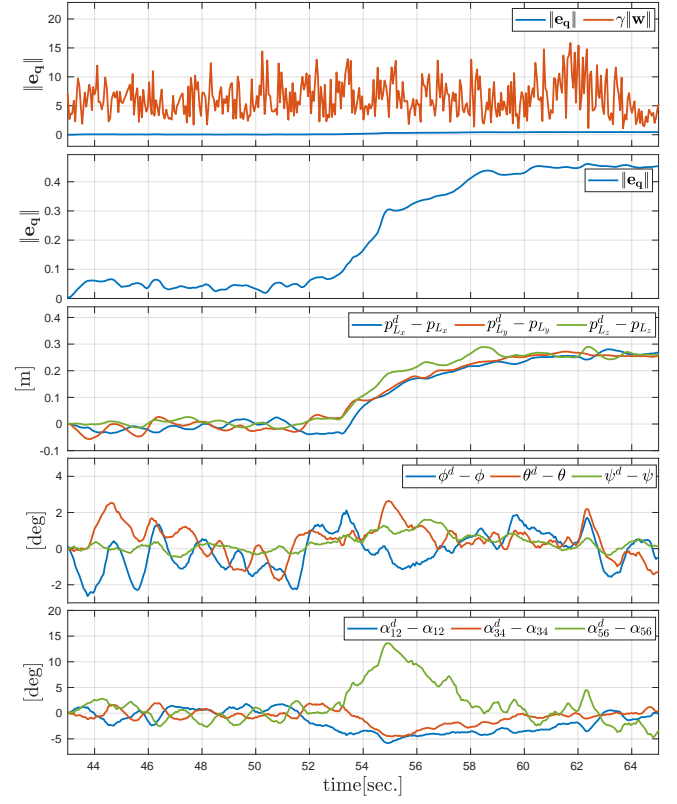 ‖e_q‖ γ‖w‖
20
15
10
5
0
‖e_q‖
‖e_q‖
0.4
0.3
0.2
0.1
0
‖e_q‖
p^d_{L_x} − p_{L_x} p^d_{L_y} − p_{L_y} p^d_{L_z} − p_{L_z}
0.4
0.3
0.2
0.1
0
-0.1
[m]
ϕ^d − ϕ θ^d − θ ψ^d − ψ
4
2
0
-2
[deg]
α^d_{12} − α_{12} α^d_{34} − α_{34} α^d_{56} − α_{56}
20
15
10
5
0
-5
[deg]
44 46 48 50 52 54 56 58 60 62 64
time[sec.]